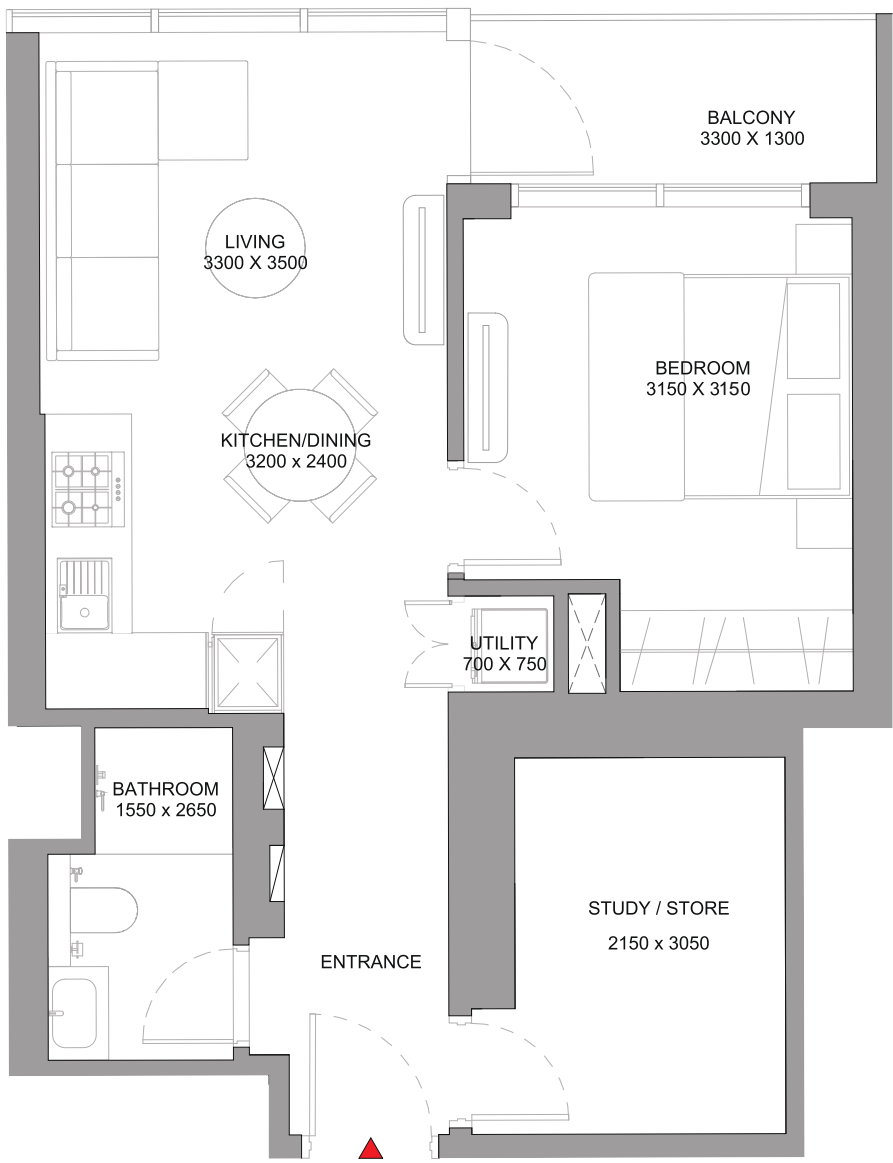 BALCONY
3300 X 1300
LIVING
3300 X 3500
BEDROOM
3150 X 3150
KITCHEN/DINING
3200 x 2400
UTILITY
700 X 750
BATHROOM
1550 x 2650
STUDY / STORE
2150 x 3050
ENTRANCE